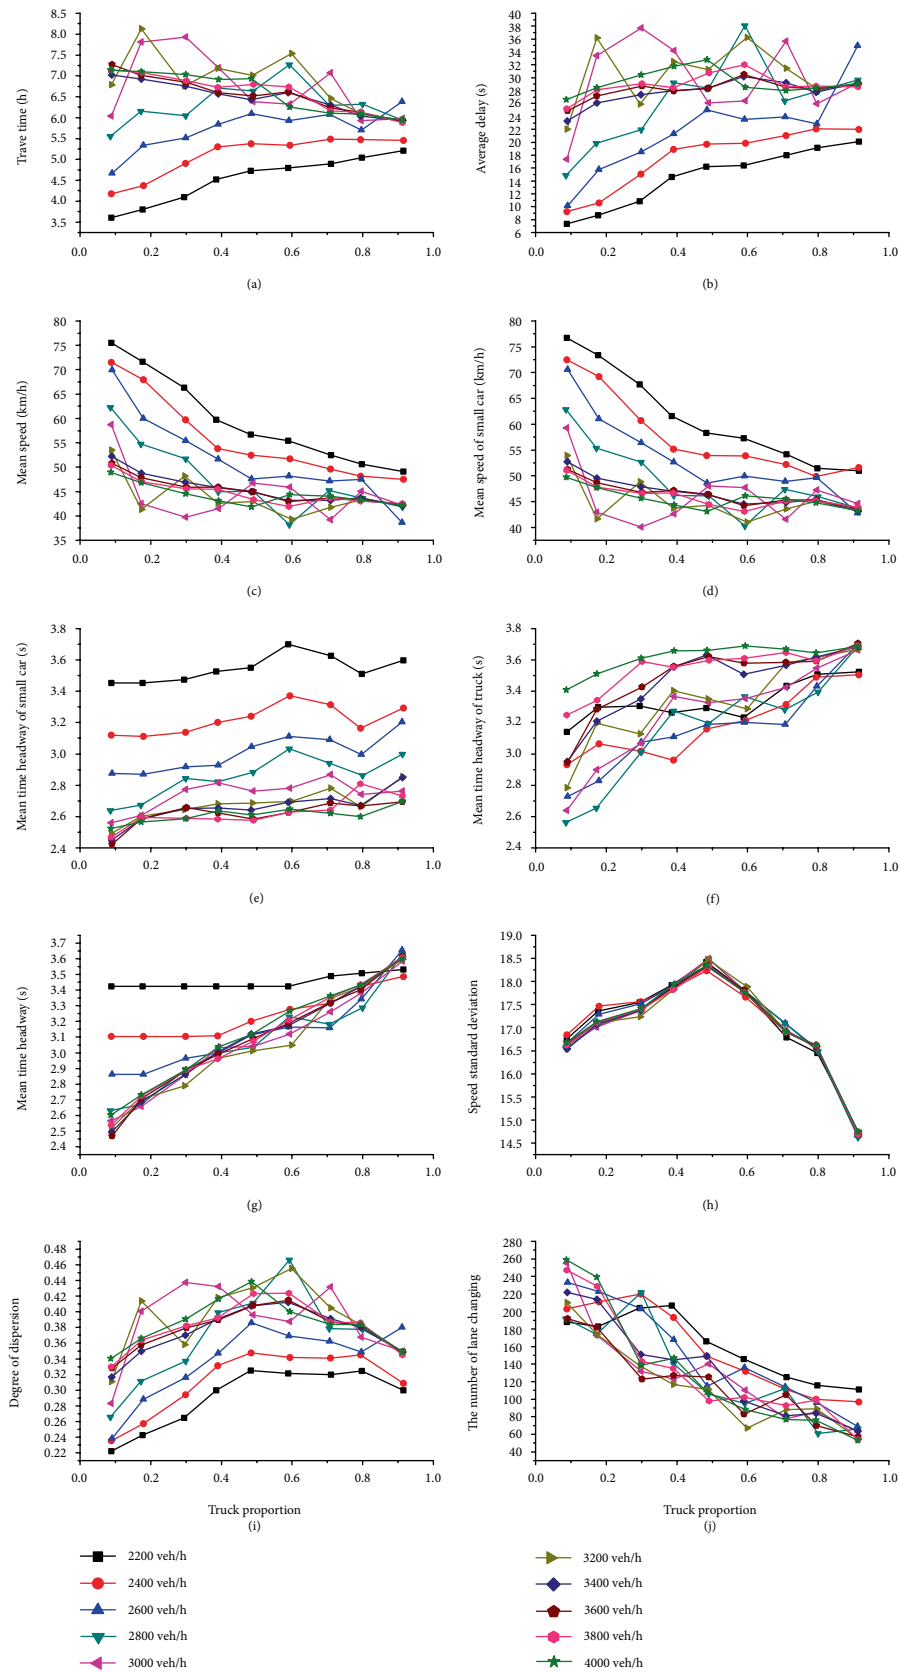 8.5
8.0
7.5
7.0
6.5
6.0
5.5
5.0
4.5
4.0
3.5
Trave time (h)
0.0 0.2 0.4 0.6 0.8 1.0
(a)
40
38
36
34
32
30
28
26
24
22
20
18
16
14
12
10
8
6
Average delay (s)
0.0 0.2 0.4 0.6 0.8 1.0
(b)
80
75
70
65
60
55
50
45
40
35
Mean speed (km/h)
0.0 0.2 0.4 0.6 0.8 1.0
(c)
80
75
70
65
60
55
50
45
40
Mean speed of small car (km/h)
0.0 0.2 0.4 0.6 0.8 1.0
(d)
3.8
3.6
3.4
3.2
3.0
2.8
2.6
2.4
Mean time headway of small car (s)
0.0 0.2 0.4 0.6 0.8 1.0
(e)
3.8
3.6
3.4
3.2
3.0
2.8
2.6
2.4
Mean time headway of truck (s)
0.0 0.2 0.4 0.6 0.8 1.0
(f)
3.7
3.6
3.5
3.4
3.3
3.2
3.1
3.0
2.9
2.8
2.7
2.6
2.5
2.4
Mean time headway (s)
0.0 0.2 0.4 0.6 0.8 1.0
(g)
19.0
18.5
18.0
17.5
17.0
16.5
16.0
15.0
14.5
Speed standard deviation
0.0 0.2 0.4 0.6 0.8 1.0
(h)
0.48
0.46
0.44
0.42
0.40
0.38
0.36
0.34
0.32
0.30
0.28
0.26
0.24
0.22
Degree of dispersion
0.0 0.2 0.4 0.6 0.8 1.0
Truck proportion
(i)
280
260
240
220
200
180
160
140
120
100
80
60
40
The number of lane changing
0.0 0.2 0.4 0.6 0.8 1.0
Truck proportion
(j)
2200 veh/h
2400 veh/h
2600 veh/h
2800 veh/h
3000 veh/h
3200 veh/h
3400 veh/h
3600 veh/h
3800 veh/h
4000 veh/h